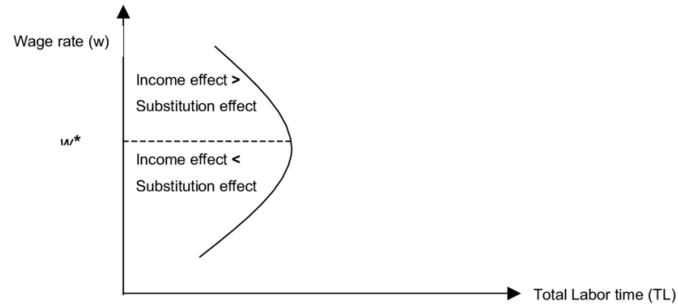 Wage rate (w)
Income effect >
Substitution effect
w*
Income effect <
Substitution effect
Total Labor time (TL)